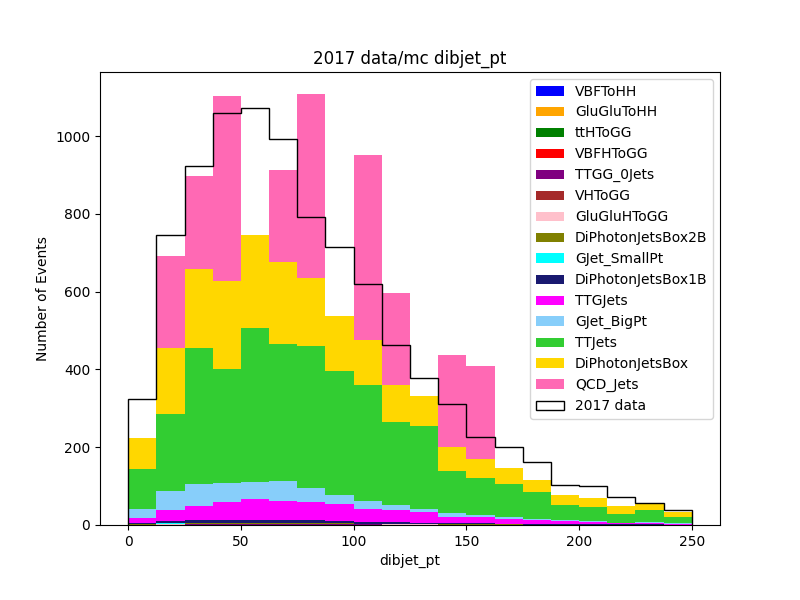 2017 data/mc dibjet_pt
Number of Events
1000
800
600
400
200
0
0 50 100 150 200 250
dibjet_pt
VBFToHH
GluGluToHH
ttHToGG
VBFHToGG
TTGG_0Jets
VHToGG
GluGluHToGG
DiPhotonJetsBox2B
GJet_SmallPt
DiPhotonJetsBox1B
TTGJets
GJet_BigPt
TTJets
DiPhotonJetsBox
QCD_Jets
2017 data